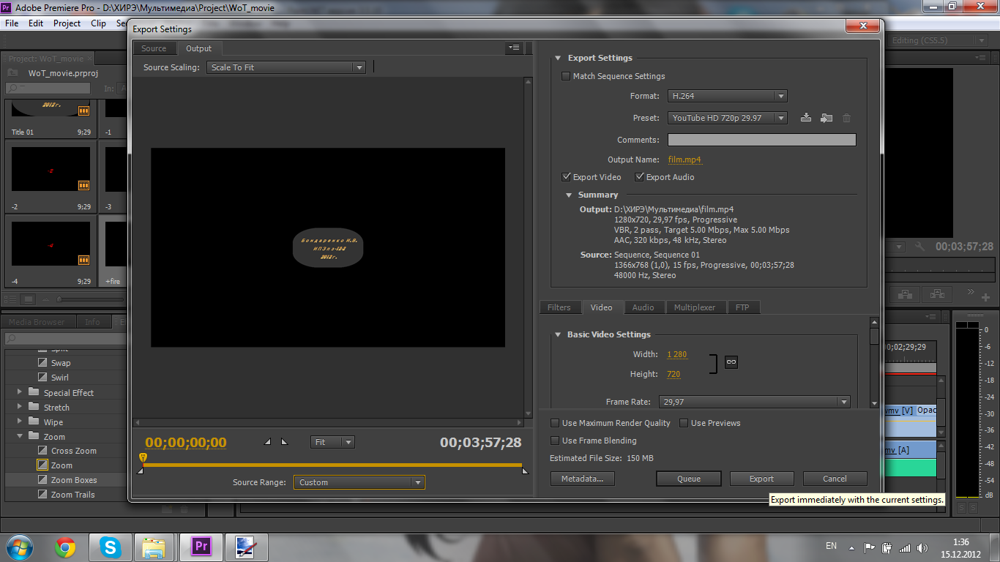 Adobe Premiere Pro - D:\ХИРЭ\Мультимедиа\Project\WoT_movie
File Edit Project Clip
Export Settings
Project: WoT_movie
WoT_movie.prproj
In:
2012 г.
Title 01 9;29
-1
-2
-2 9;29
-3
-4
-4 9;29
+fire
Media Browser Info
Swap
Swirl
Special Effect
Stretch
Wipe
Zoom
Cross Zoom
Zoom
Zoom Boxes
Zoom Trails
Source Output
Source Scaling: Scale To Fit
Бондаренко И.В.
2012 г.
00;00;00;00 Fit 00;03;57;28
Source Range: Custom
Export Settings
Match Sequence Settings
Format: H.264
Preset: YouTube HD 720p 29.97
Comments:
Output Name: film.mp4
Export Video Export Audio
Summary
Output: D:\ХИРЭ\Мультимедиа\film.mp4
1280x720, 29,97 fps, Progressive
VBR, 2 pass, Target 5.00 Mbps, Max 5.00 Mbps
AAC, 320 kbps, 48 kHz, Stereo
Source: Sequence, Sequence 01
1366x768 (1,0), 15 fps, Progressive, 00;03;57;28
48000 Hz, Stereo
Filters Video Audio Multiplexer FTP
Basic Video Settings
Width: 1 280
Height: 720
Frame Rate: 29,97
Use Maximum Render Quality Use Previews
Use Frame Blending
Estimated File Size: 150 MB
Metadata... Queue Export Cancel
Export immediately with the current settings.
Editing (CS5.5)
00;03;57;28
00;02;29;29
wmv [V] Opac
wmv [A]
0
-6
-12
-18
-24
-30
-36
-42
-48
-54
dB
S S
EN 1:36
15.12.2012